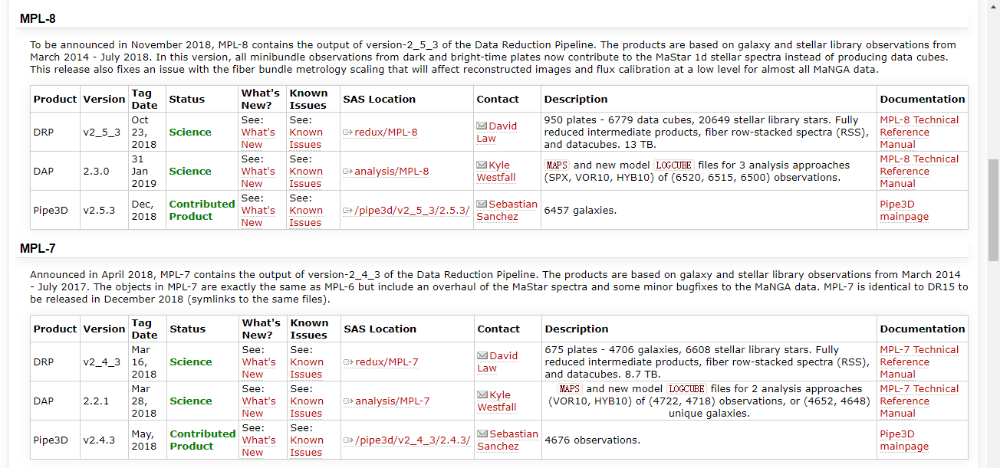 MPL-8
To be announced in November 2018, MPL-8 contains the output of version-2_5_3 of the Data Reduction Pipeline. The products are based on galaxy and stellar library observations from
March 2014 - July 2018. In this version, all minibundle observations from dark and bright-time plates now contribute to the MaStar 1d stellar spectra instead of producing data cubes.
This release also fixes an issue with the fiber bundle metrology scaling that will affect reconstructed images and flux calibration at a low level for almost all MaNGA data.
Product Version Tag Date Status What's New? Known Issues SAS Location Contact Description Documentation
DRP v2_5_3 Oct 23, 2018 Science See: What's New See: Known Issues redux/MPL-8 David Law 950 plates - 6779 data cubes, 20649 stellar library stars. Fully reduced intermediate products, fiber row-stacked spectra (RSS), and datacubes. 13 TB. MPL-8 Technical Reference Manual
DAP 2.3.0 31 Jan 2019 Science See: What's New See: Known Issues analysis/MPL-8 Kyle Westfall MAPS and new model LOGCUBE files for 3 analysis approaches (SPX, VOR10, HYB10) of (6520, 6515, 6500) observations. MPL-8 Technical Reference Manual
Pipe3D v2.5.3 Dec, 2018 Contributed Product See: What's New See: Known Issues /pipe3d/v2_5_3/2.5.3/ Sebastian Sanchez 6457 galaxies. Pipe3D mainpage
MPL-7
Announced in April 2018, MPL-7 contains the output of version-2_4_3 of the Data Reduction Pipeline. The products are based on galaxy and stellar library observations from March 2014
- July 2017. The objects in MPL-7 are exactly the same as MPL-6 but include an overhaul of the MaStar spectra and some minor bugfixes to the MaNGA data. MPL-7 is identical to DR15 to
be released in December 2018 (symlinks to the same files).
Product Version Tag Date Status What's New? Known Issues SAS Location Contact Description Documentation
DRP v2_4_3 Mar 16, 2018 Science See: What's New See: Known Issues redux/MPL-7 David Law 675 plates - 4706 galaxies, 6608 stellar library stars. Fully reduced intermediate products, fiber row-stacked spectra (RSS), and datacubes. 8.7 TB. MPL-7 Technical Reference Manual
DAP 2.2.1 Mar 28, 2018 Science See: What's New See: Known Issues analysis/MPL-7 Kyle Westfall MAPS and new model LOGCUBE files for 2 analysis approaches (VOR10, HYB10) of (4722, 4718) observations, or (4652, 4648) unique galaxies. MPL-7 Technical Reference Manual
Pipe3D v2.4.3 May, 2018 Contributed Product See: What's New See: Known Issues /pipe3d/v2_4_3/2.4.3/ Sebastian Sanchez 4676 observations. Pipe3D mainpage